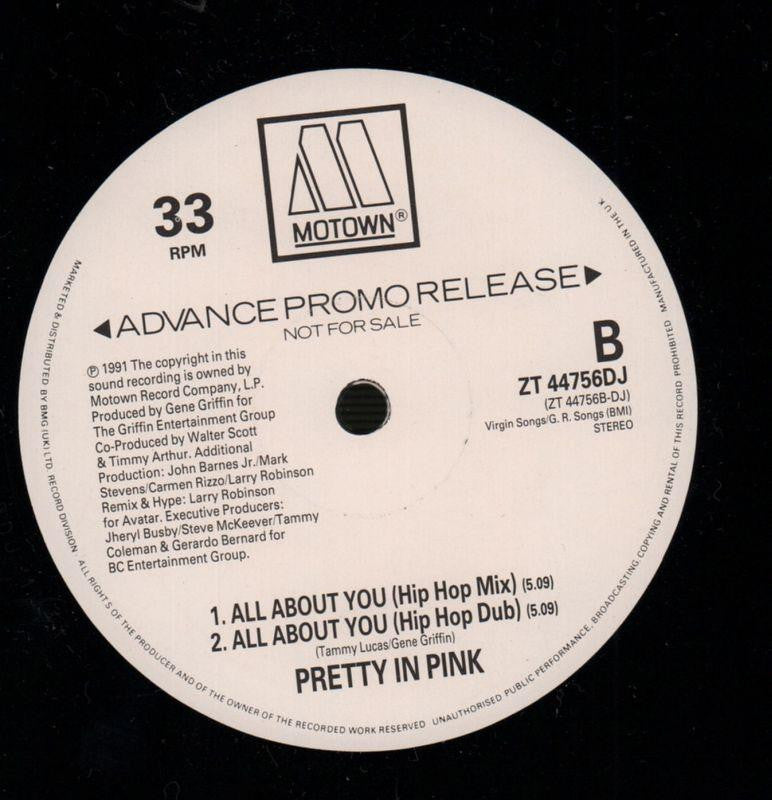 MOTOWN®
33
RPM
ADVANCE PROMO RELEASE
NOT FOR SALE
℗ 1991 The copyright in this
sound recording is owned by
Motown Record Company, L.P.
Produced by Gene Griffin for
The Griffin Entertainment Group
Co-Produced by Walter Scott
& Timmy Arthur. Additional
Production: John Barnes Jr./Mark
Stevens/Carmen Rizzo/Larry Robinson
Remix & Hype: Larry Robinson
for Avatar. Executive Producers:
Jheryl Busby/Steve McKeever/Tammy
Coleman & Gerardo Bernard for
BC Entertainment Group.
B
ZT 44756DJ
(ZT 44756B-DJ)
Virgin Songs/G. R. Songs (BMI)
STEREO
1. ALL ABOUT YOU (Hip Hop Mix) (5.09)
2. ALL ABOUT YOU (Hip Hop Dub) (5.09)
(Tammy Lucas/Gene Griffin)
PRETTY IN PINK
MARKETED & DISTRIBUTED BY BMG (UK) LTD. RECORD DIVISION · ALL RIGHTS OF THE PRODUCER AND OF THE OWNER OF THE RECORDED WORK RESERVED UNAUTHORISED PUBLIC PERFORMANCE, BROADCASTING, COPYING AND RENTAL OF THIS RECORD PROHIBITED MANUFACTURED IN THE U K